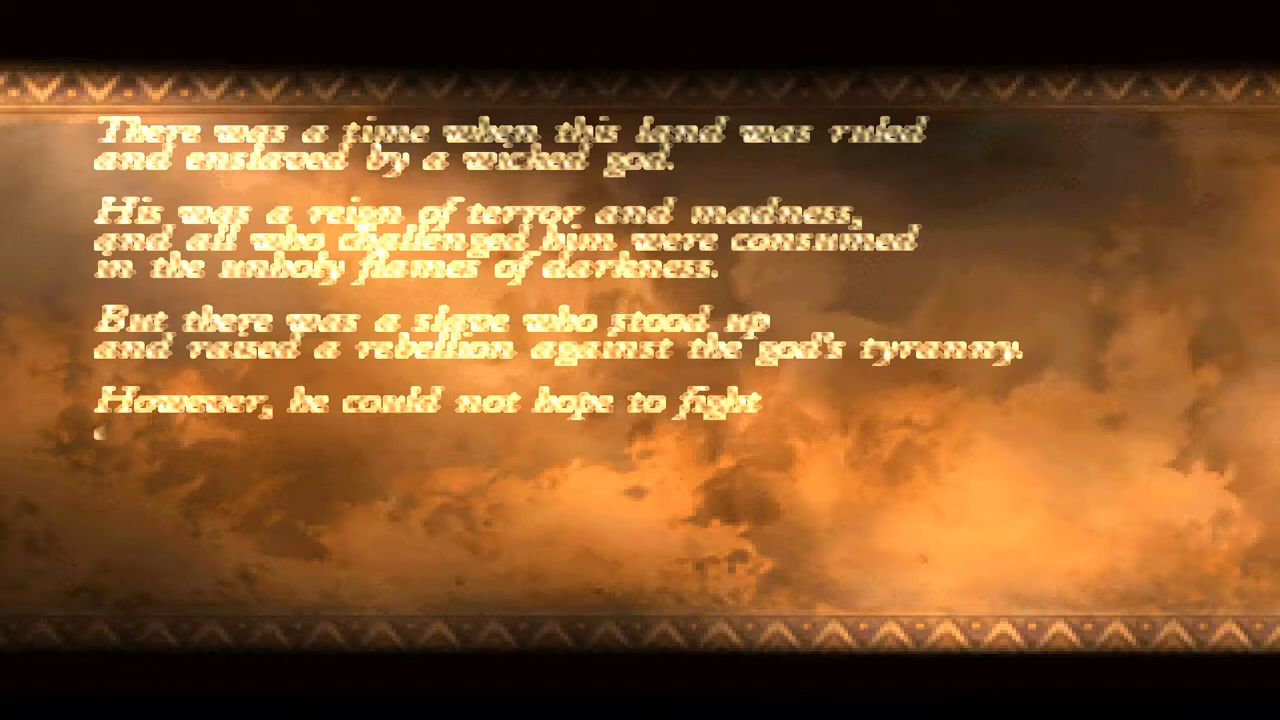 There was a time when this land was ruled
and enslaved by a wicked god.
His was a reign of terror and madness,
and all who challenged him were consumed
in the unholy flames of darkness.
But there was a slave who stood up
and raised a rebellion against the god's tyranny.
However, he could not hope to fight